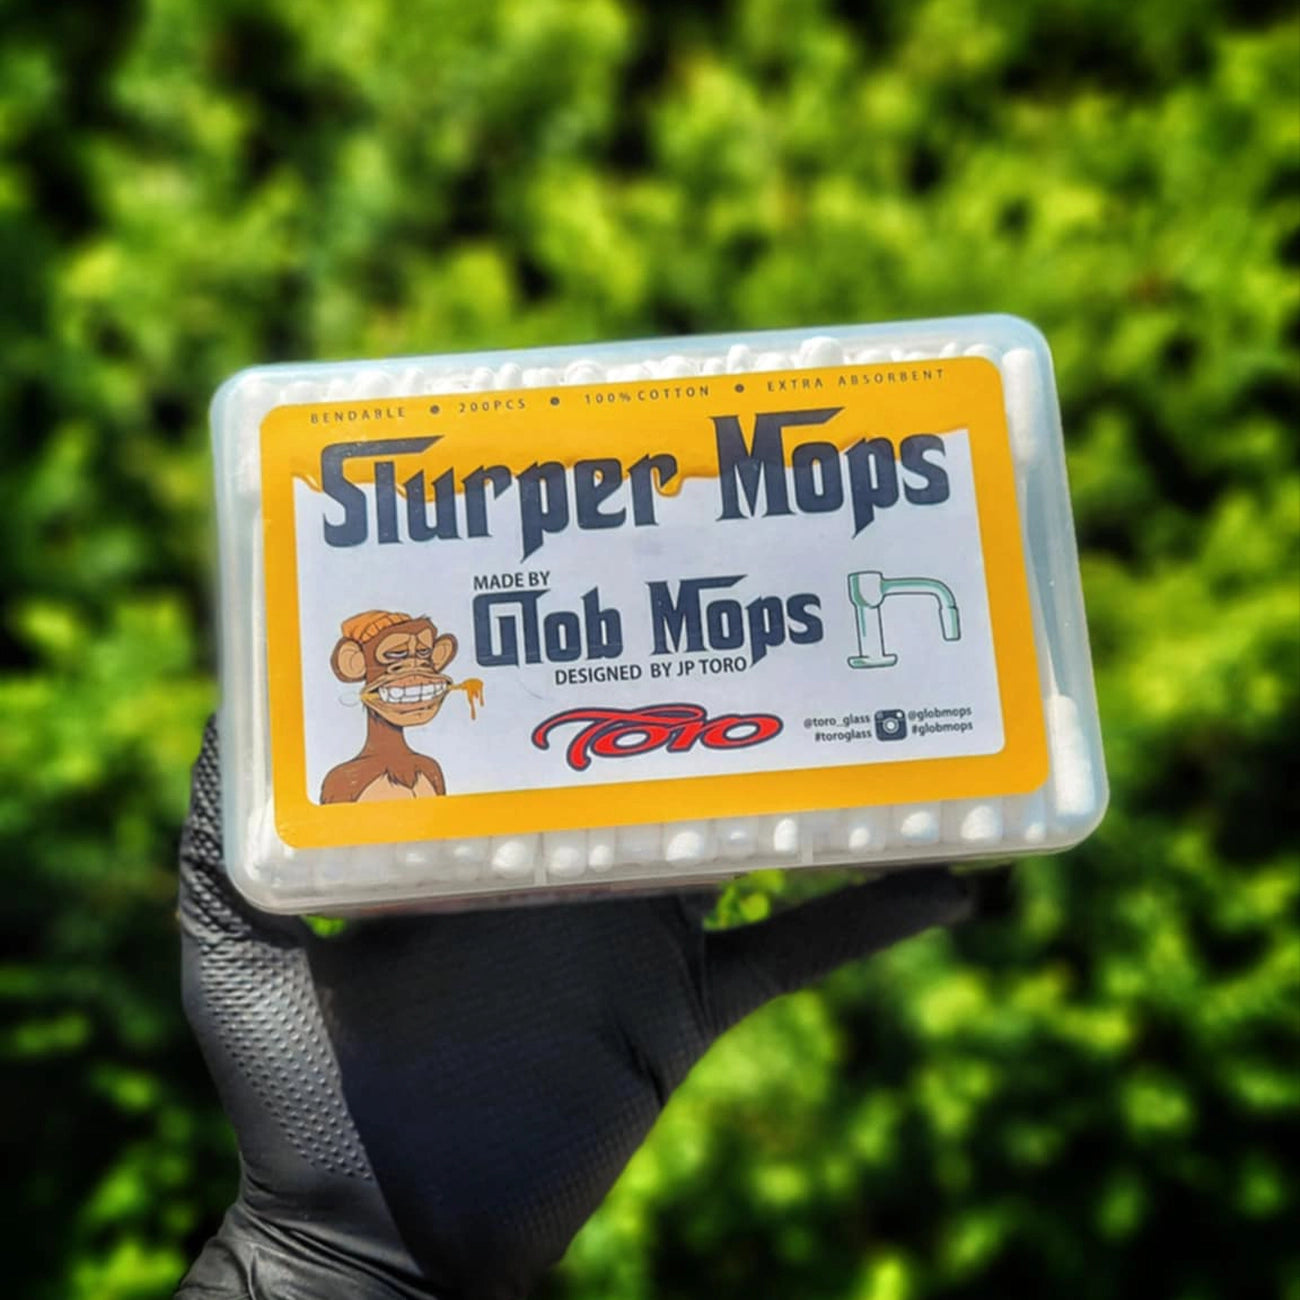 BENDABLE • 200PCS • 100% COTTON • EXTRA ABSORBENT
Slurper Mops
MADE BY
Glob Mops
DESIGNED BY JP TORO
Toro
@toro_glass @globmops
#toroglass #globmops